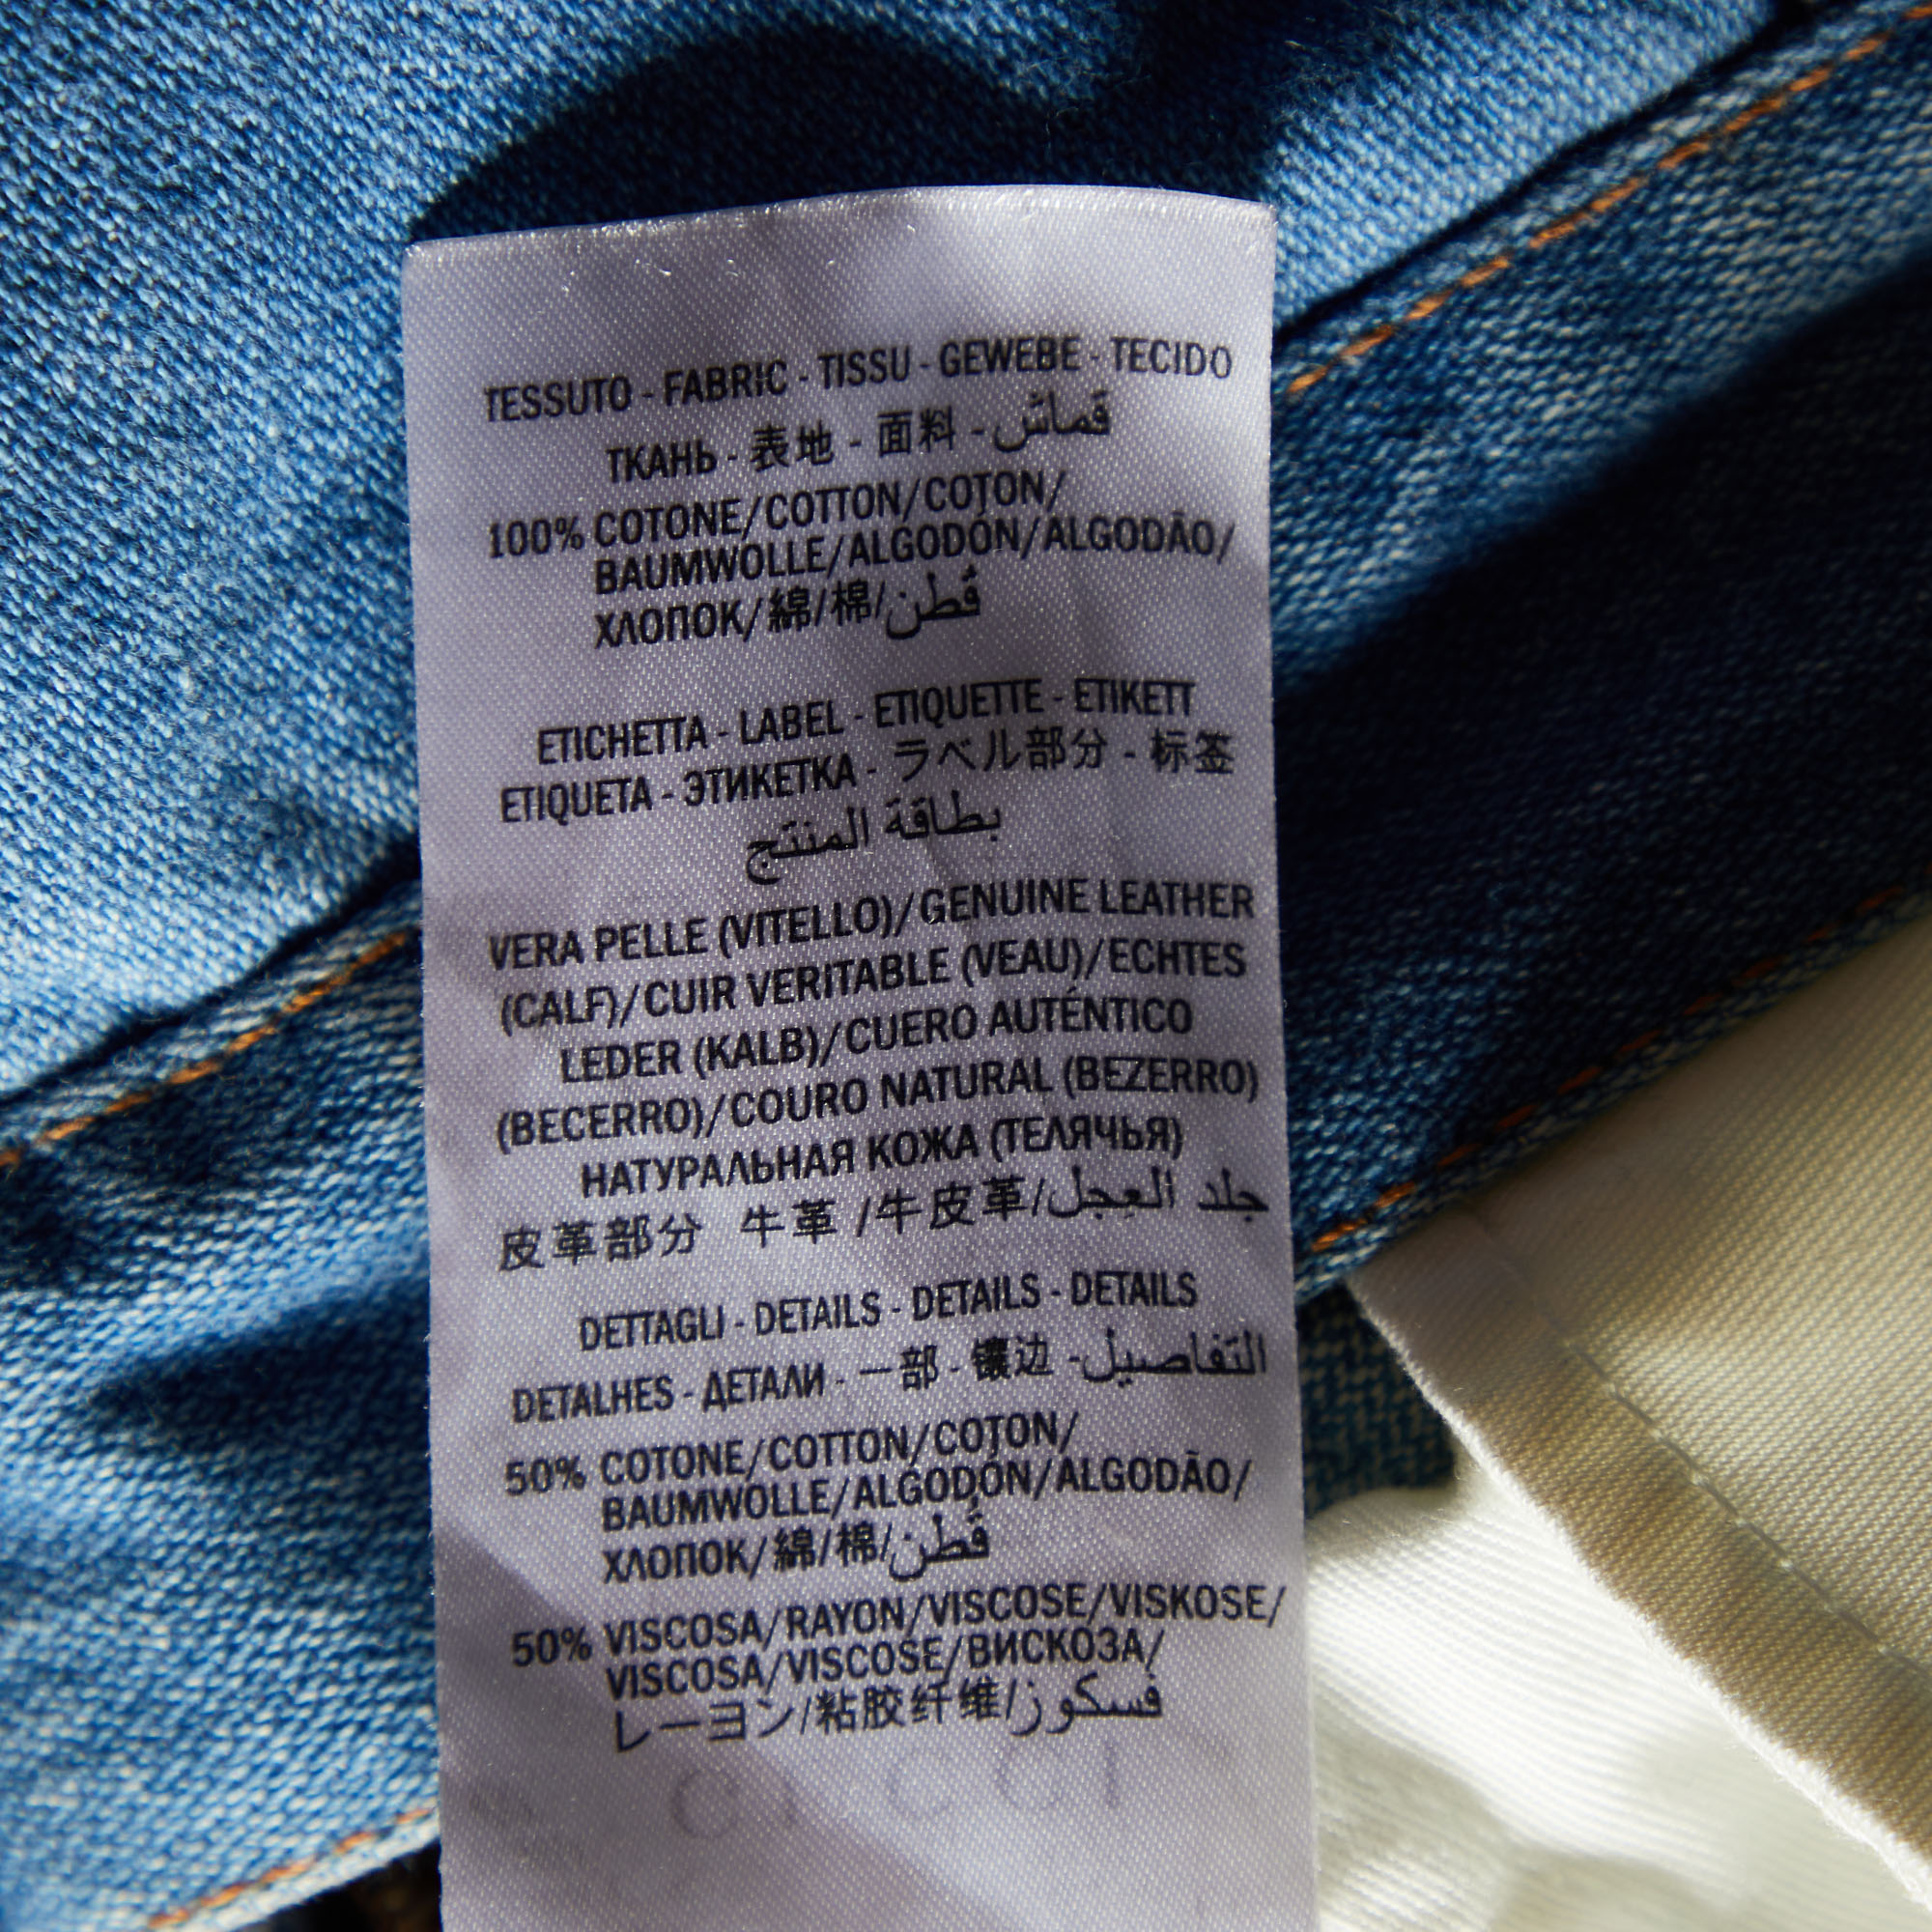 TESSUTO - FABRIC - TISSU - GEWEBE - TECIDO
ТКАНЬ - 表地 - 面料 - قماش
100% COTONE/COTTON/COTON/
BAUMWOLLE/ALGODÓN/ALGODÃO/
ХЛОПОК/綿/棉/قطن
ETICHETTA - LABEL - ETIQUETTE - ETIKETT
ETIQUETA - ЭТИКЕТКА - ラベル部分 - 标签
بطاقة المنتج
VERA PELLE (VITELLO)/GENUINE LEATHER
(CALF)/CUIR VERITABLE (VEAU)/ECHTES
LEDER (KALB)/CUERO AUTÉNTICO
(BECERRO)/COURO NATURAL (BEZERRO)
НАТУРАЛЬНАЯ КОЖА (ТЕЛЯЧЬЯ)
皮革部分 牛革 /牛皮革/جلد العجل
DETTAGLI - DETAILS - DETAILS - DETAILS
DETALHES - ДЕТАЛИ - 一部 - 镶边 - التفاصيل
50% COTONE/COTTON/COTON/
BAUMWOLLE/ALGODÓN/ALGODÃO/
ХЛОПОК/綿/棉/قطن
50% VISCOSA/RAYON/VISCOSE/VISKOSE/
VISCOSA/VISCOSE/ВИСКОЗА/
レーヨン/粘胶纤维/فسكوز